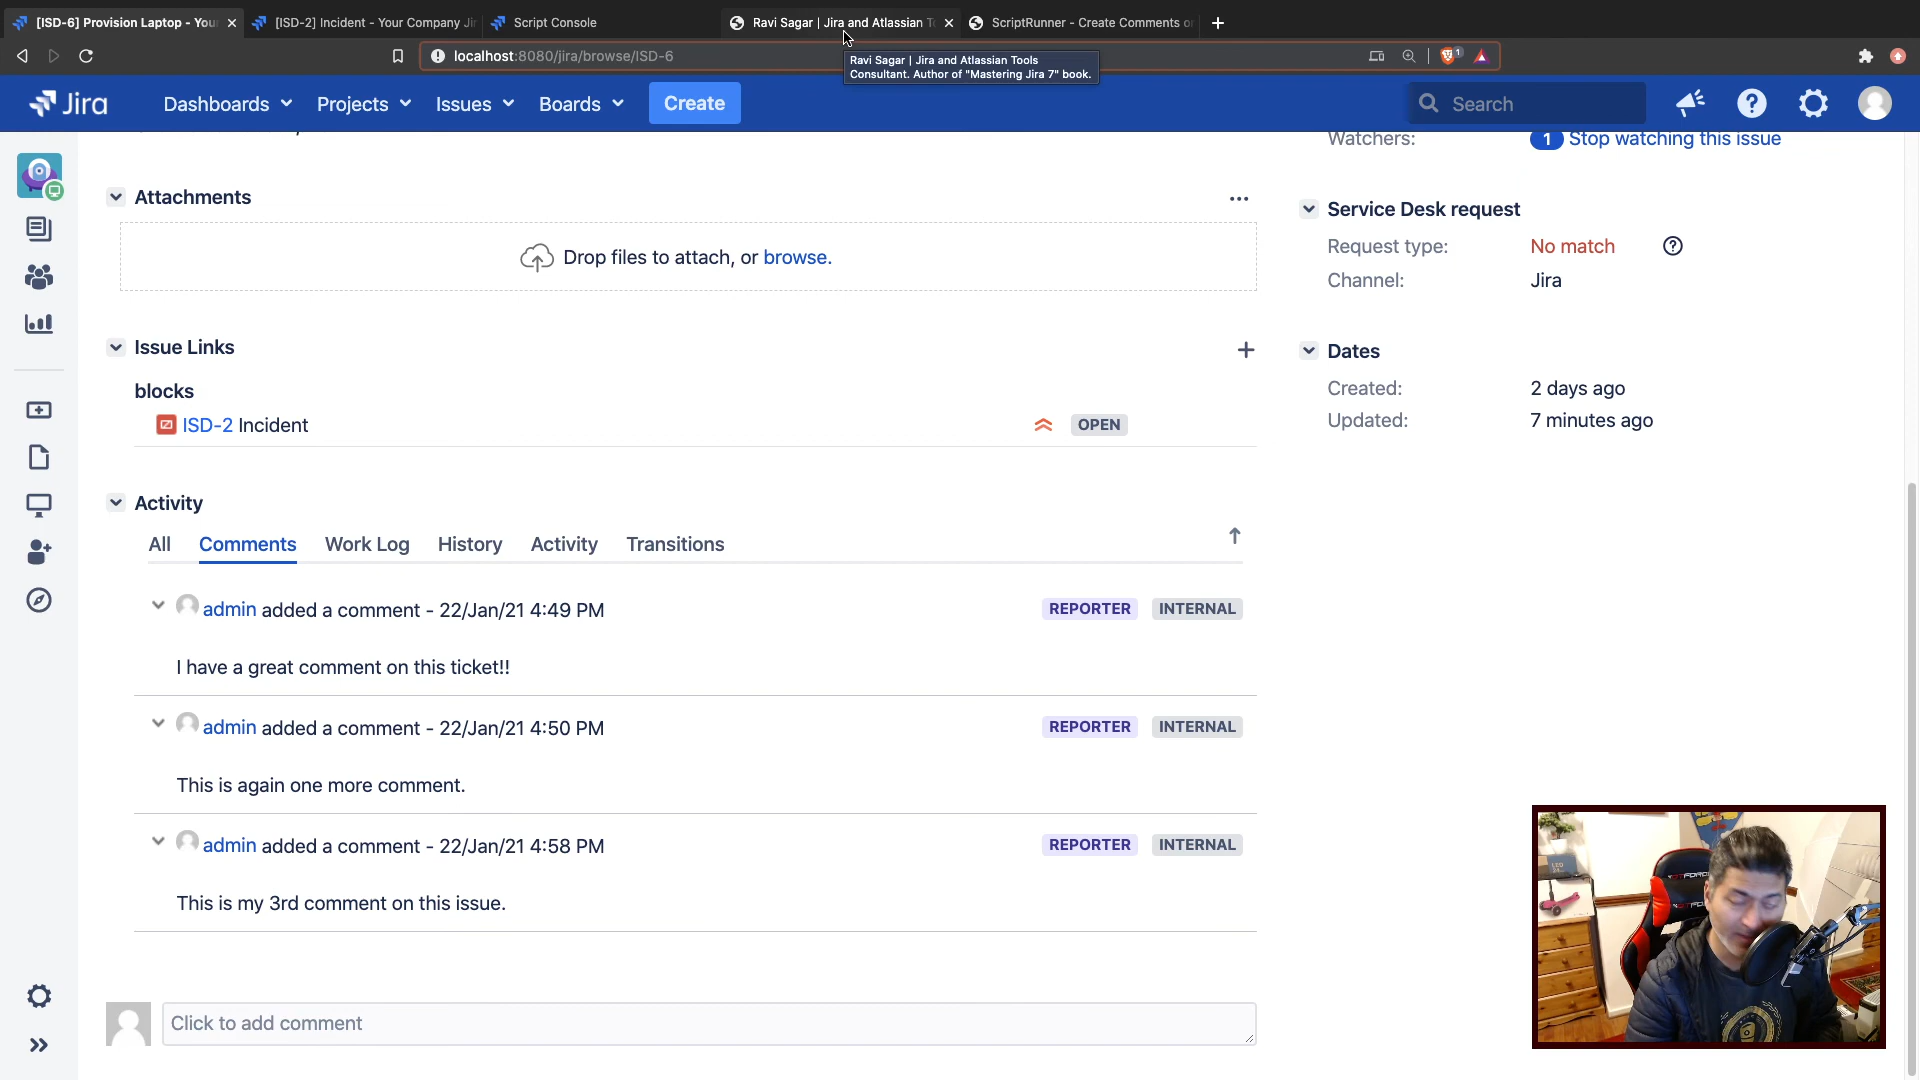 [ISD-6] Provision Laptop - You
[ISD-2] Incident - Your Company Jir
Script Console
Ravi Sagar | Jira and Atlassian T
ScriptRunner - Create Comments o
localhost:8080/jira/browse/ISD-6
1
Ravi Sagar | Jira and Atlassian Tools
Consultant. Author of "Mastering Jira 7" book.
Jira
Dashboards
Projects
Issues
Boards
Create
Search
Watchers:
1 Stop watching this issue
Attachments
Drop files to attach, or browse.
Service Desk request
Request type: No match
Channel: Jira
Issue Links
blocks
ISD-2 Incident
OPEN
Dates
Created: 2 days ago
Updated: 7 minutes ago
Activity
All Comments Work Log History Activity Transitions
admin added a comment - 22/Jan/21 4:49 PM
REPORTER INTERNAL
I have a great comment on this ticket!!
admin added a comment - 22/Jan/21 4:50 PM
REPORTER INTERNAL
This is again one more comment.
admin added a comment - 22/Jan/21 4:58 PM
REPORTER INTERNAL
This is my 3rd comment on this issue.
Click to add comment